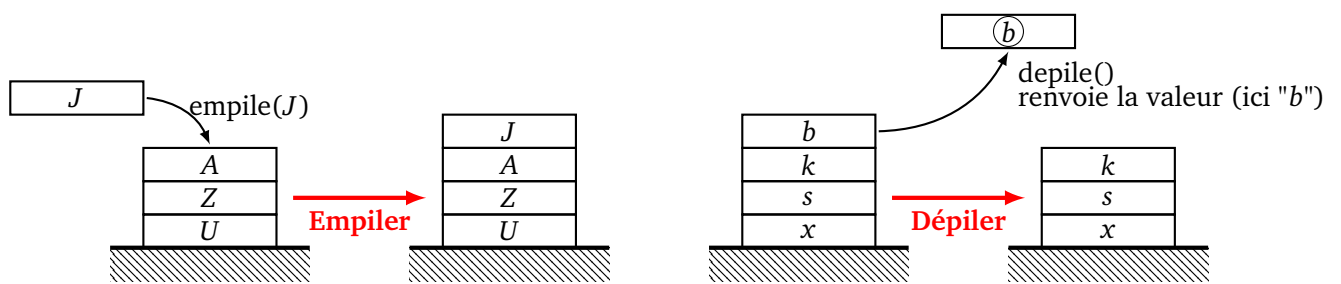 J
empile(J)
A
Z
U
Empiler
J
A
Z
U
b
depile()
renvoie la valeur (ici "b")
b
k
s
x
Dépiler
k
s
x